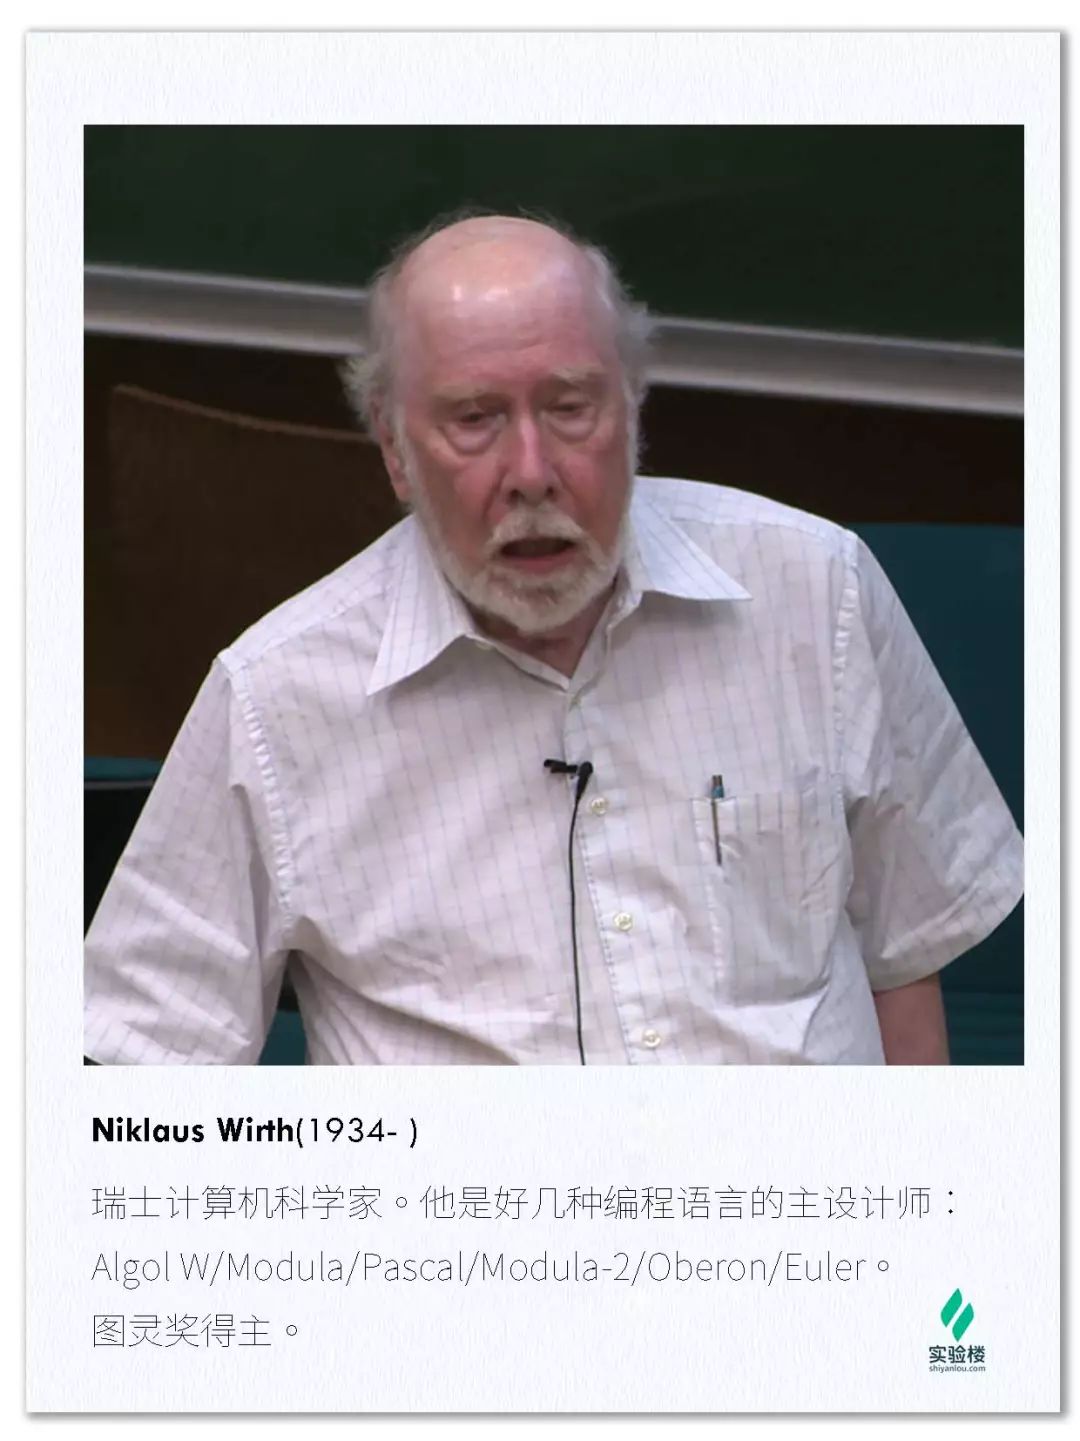 Niklaus Wirth(1934- )
瑞士计算机科学家。他是好几种编程语言的主设计师：
Algol W/Modula/Pascal/Modula-2/Oberon/Euler。
图灵奖得主。
实验楼
shiyanlou.com